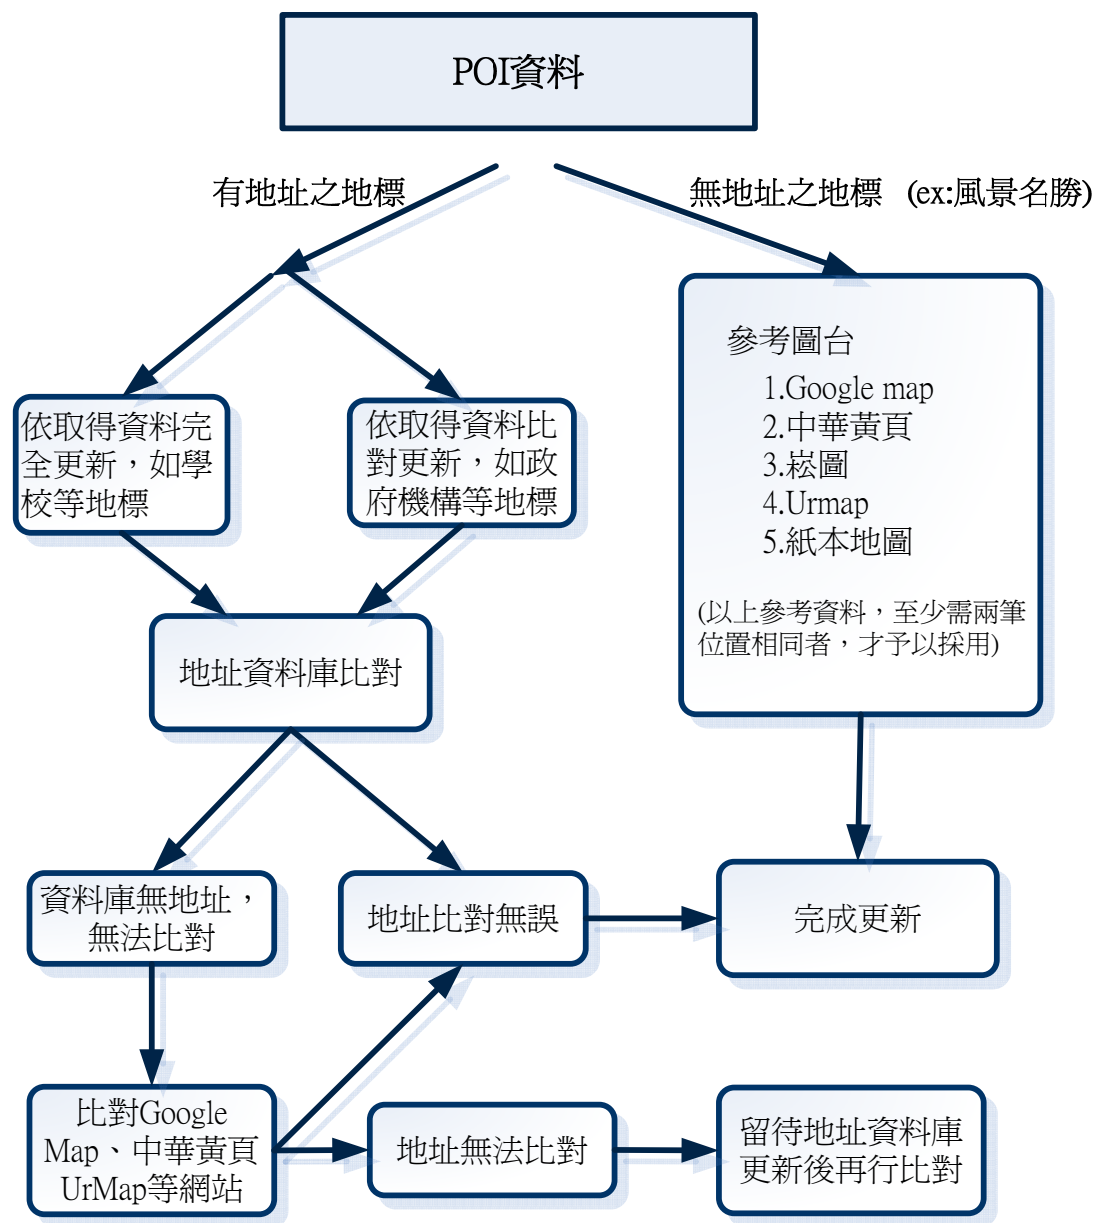 POI資料
有地址之地標
無地址之地標 (ex:風景名勝)
參考圖台
1.Google map
2.中華黃頁
3.崧圖
4.Urmap
5.紙本地圖
(以上參考資料，至少需兩筆
位置相同者，才予以採用)
依取得資料完
全更新，如學
校等地標
依取得資料比
對更新，如政
府機構等地標
地址資料庫比對
資料庫無地址，
無法比對
地址比對無誤
完成更新
比對Google
Map、中華黃頁
UrMap等網站
地址無法比對
留待地址資料庫
更新後再行比對